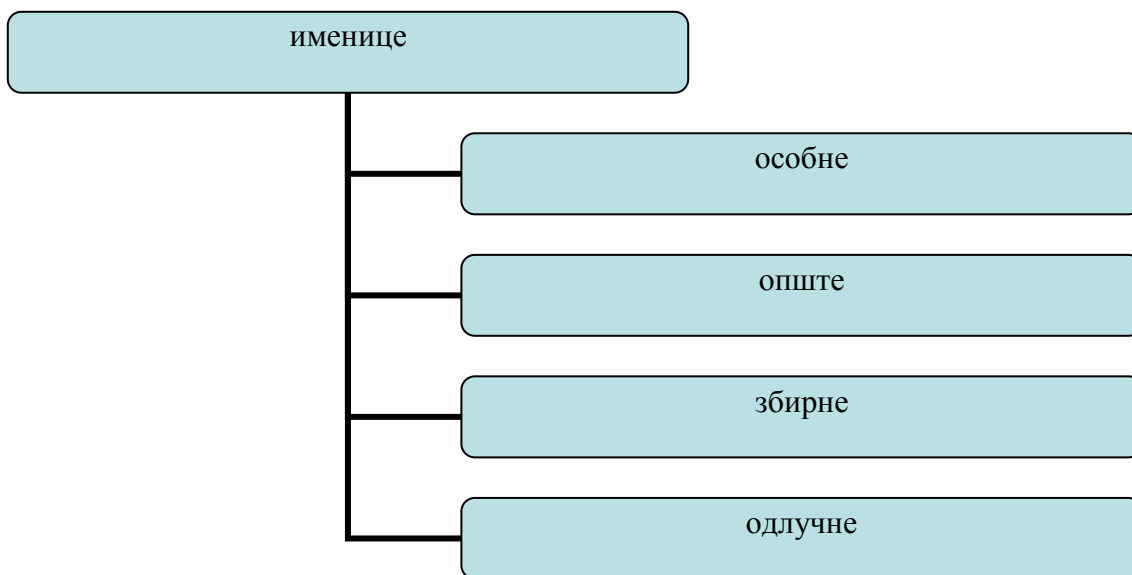 именице
особне
опште
збирне
одлучне